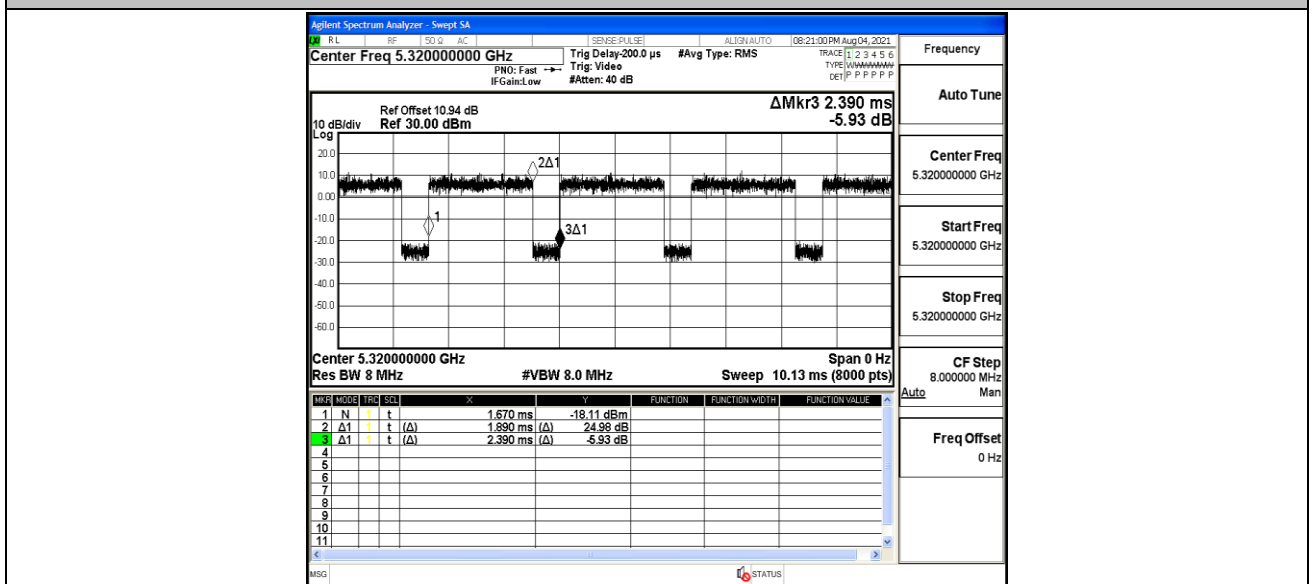 Agilent Spectrum Analyzer - Swept SA
RL RF 50 Ω AC SENSE:PULSE ALIGNAUTO 08:21:00 PM Aug 04, 2021
Center Freq 5.320000000 GHz
PNO: Fast
IFGain:Low
Trig Delay-200.0 µs
Trig: Video
#Atten: 40 dB
#Avg Type: RMS
TRACE 1 2 3 4 5 6
TYPE
DET P P P P P P
Ref Offset 10.94 dB
10 dB/div Ref 30.00 dBm
Log
ΔMkr3 2.390 ms
-5.93 dB
20.0
10.0
0.00
-10.0
-20.0
-30.0
-40.0
-50.0
-60.0
2Δ1
1
3Δ1
Center 5.320000000 GHz Span 0 Hz
Res BW 8 MHz #VBW 8.0 MHz Sweep 10.13 ms (8000 pts)
MKR MODE TRC SCL X Y FUNCTION FUNCTION WIDTH FUNCTION VALUE
1 N 1 t 1.670 ms -18.11 dBm
2 Δ1 1 t (Δ) 1.890 ms (Δ) 24.98 dB
3 Δ1 1 t (Δ) 2.390 ms (Δ) -5.93 dB
4
5
6
7
8
9
10
11
MSG STATUS
Frequency
Auto Tune
Center Freq
5.320000000 GHz
Start Freq
5.320000000 GHz
Stop Freq
5.320000000 GHz
CF Step
8.000000 MHz
Auto Man
Freq Offset
0 Hz